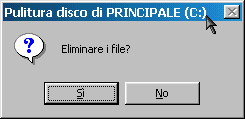 Pulitura disco di PRINCIPALE (C:)
Eliminare i file?
Sì
No